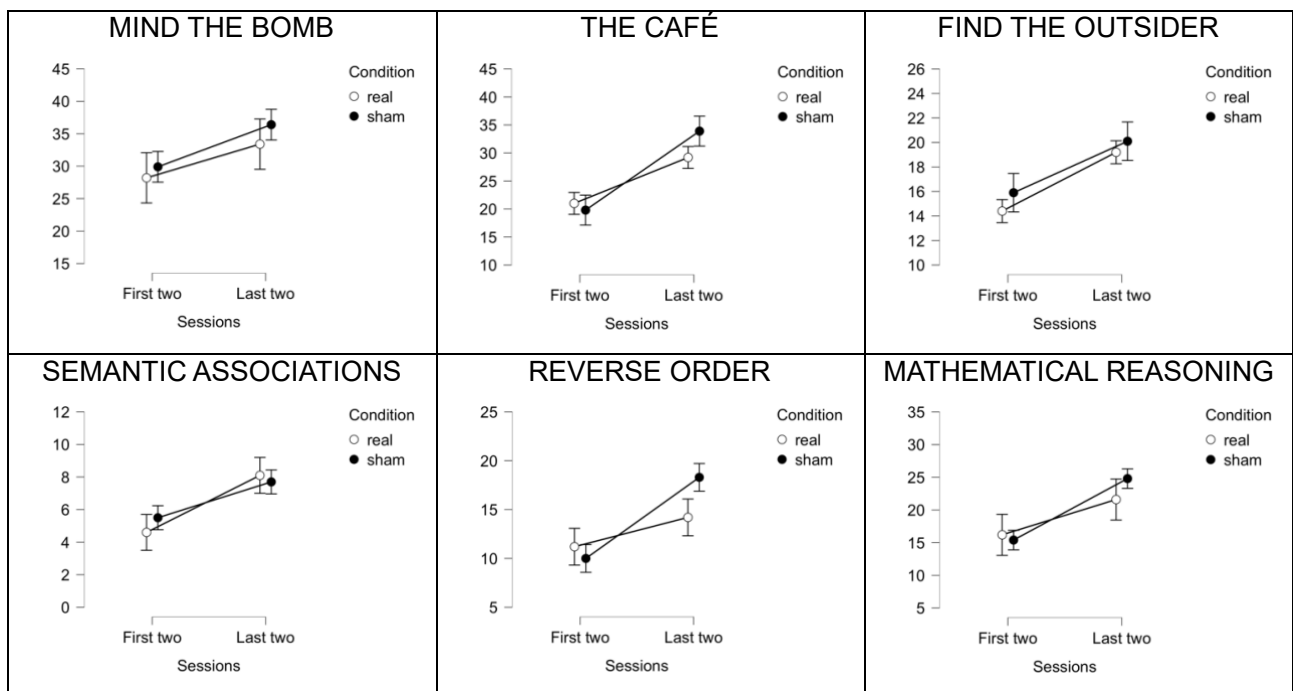 MIND THE BOMB
45
40
35
30
25
20
15
Condition
real
sham
First two
Last two
Sessions
THE CAFÉ
45
40
35
30
25
20
15
10
Condition
real
sham
First two
Last two
Sessions
FIND THE OUTSIDER
26
24
22
20
18
16
14
12
10
Condition
real
sham
First two
Last two
Sessions
SEMANTIC ASSOCIATIONS
12
10
8
6
4
2
0
Condition
real
sham
First two
Last two
Sessions
REVERSE ORDER
25
20
15
10
5
Condition
real
sham
First two
Last two
Sessions
MATHEMATICAL REASONING
35
30
25
20
15
10
5
Condition
real
sham
First two
Last two
Sessions